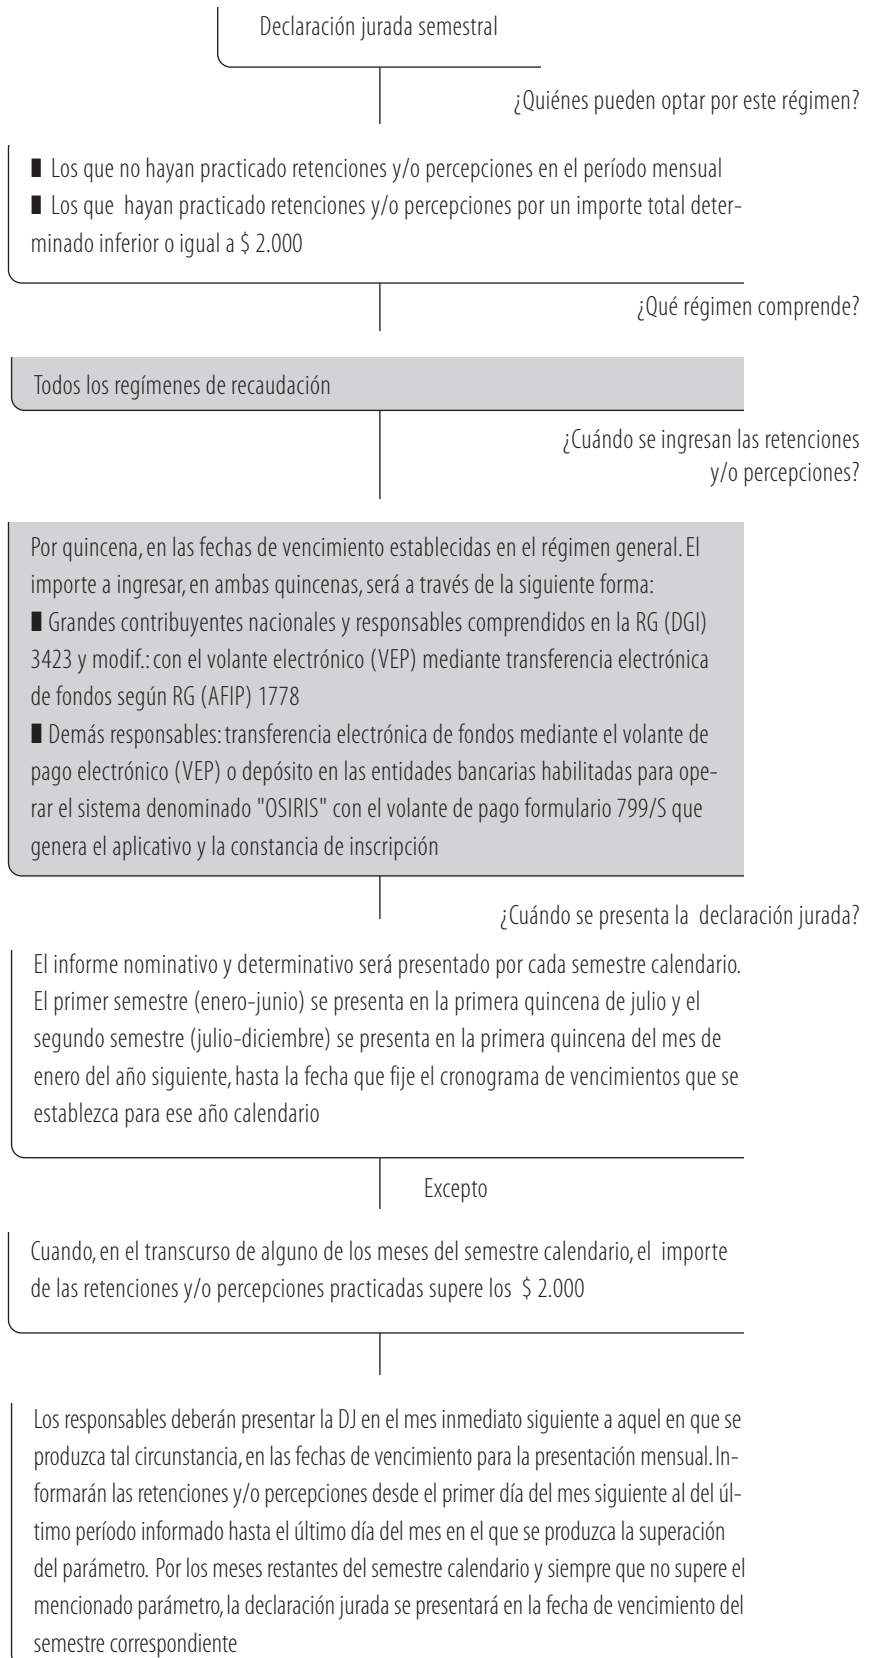 Declaración jurada semestral
¿Quiénes pueden optar por este régimen?
▮ Los que no hayan practicado retenciones y/o percepciones en el período mensual
▮ Los que hayan practicado retenciones y/o percepciones por un importe total deter-
minado inferior o igual a $ 2.000
¿Qué régimen comprende?
Todos los regímenes de recaudación
¿Cuándo se ingresan las retenciones
y/o percepciones?
Por quincena, en las fechas de vencimiento establecidas en el régimen general. El
importe a ingresar, en ambas quincenas, será a través de la siguiente forma:
▮ Grandes contribuyentes nacionales y responsables comprendidos en la RG (DGI)
3423 y modif.: con el volante electrónico (VEP) mediante transferencia electrónica
de fondos según RG (AFIP) 1778
▮ Demás responsables: transferencia electrónica de fondos mediante el volante de
pago electrónico (VEP) o depósito en las entidades bancarias habilitadas para ope-
rar el sistema denominado "OSIRIS" con el volante de pago formulario 799/S que
genera el aplicativo y la constancia de inscripción
¿Cuándo se presenta la declaración jurada?
El informe nominativo y determinativo será presentado por cada semestre calendario.
El primer semestre (enero-junio) se presenta en la primera quincena de julio y el
segundo semestre (julio-diciembre) se presenta en la primera quincena del mes de
enero del año siguiente, hasta la fecha que fije el cronograma de vencimientos que se
establezca para ese año calendario
Excepto
Cuando, en el transcurso de alguno de los meses del semestre calendario, el importe
de las retenciones y/o percepciones practicadas supere los $ 2.000
Los responsables deberán presentar la DJ en el mes inmediato siguiente a aquel en que se
produzca tal circunstancia, en las fechas de vencimiento para la presentación mensual. In-
formarán las retenciones y/o percepciones desde el primer día del mes siguiente al del úl-
timo período informado hasta el último día del mes en el que se produzca la superación
del parámetro. Por los meses restantes del semestre calendario y siempre que no supere el
mencionado parámetro, la declaración jurada se presentará en la fecha de vencimiento del
semestre correspondiente